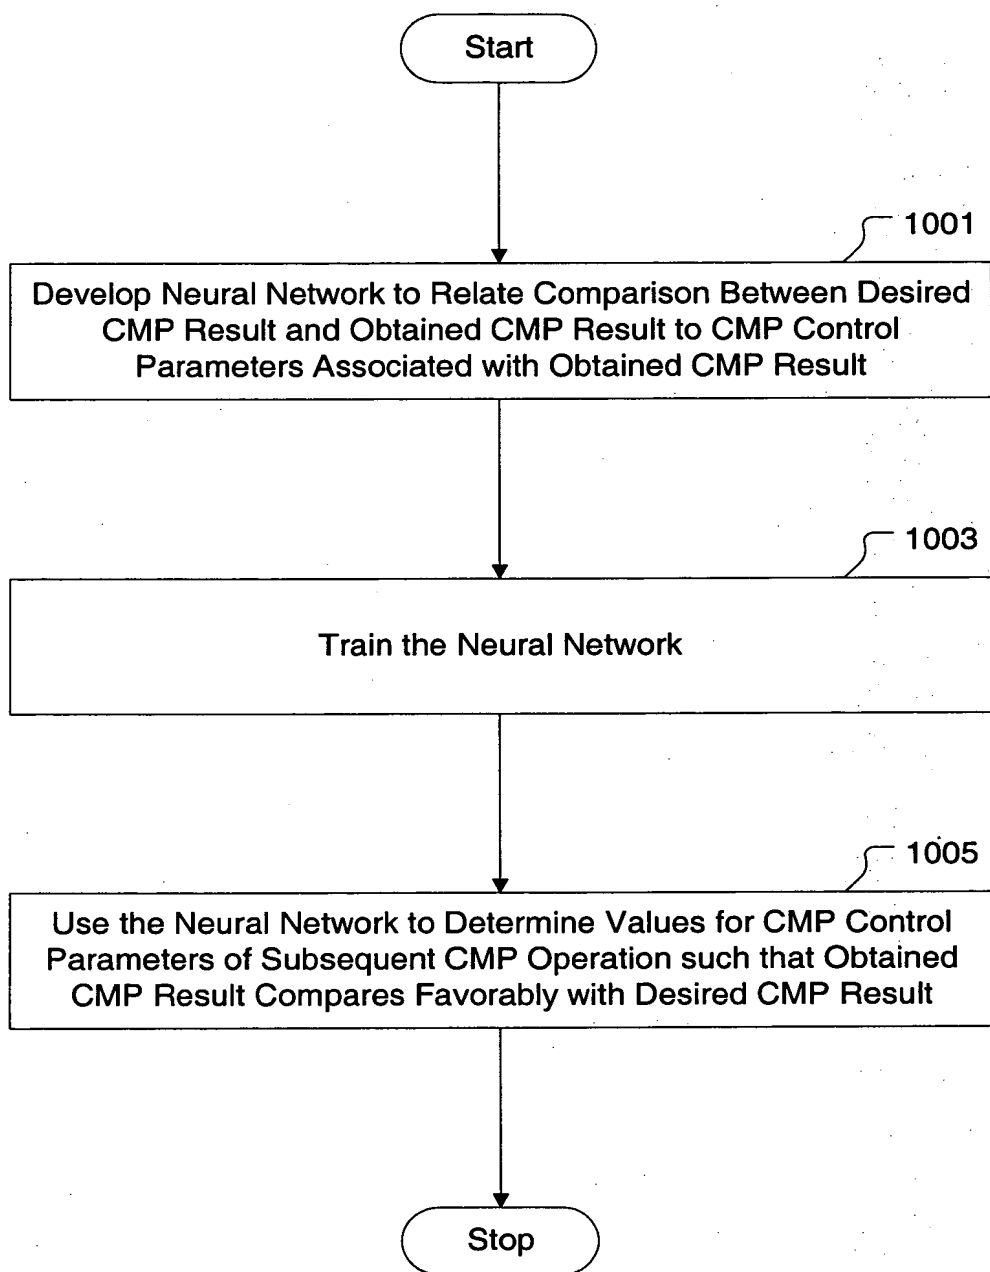 Start
1001
Develop Neural Network to Relate Comparison Between Desired
CMP Result and Obtained CMP Result to CMP Control
Parameters Associated with Obtained CMP Result
1003
Train the Neural Network
1005
Use the Neural Network to Determine Values for CMP Control
Parameters of Subsequent CMP Operation such that Obtained
CMP Result Compares Favorably with Desired CMP Result
Stop